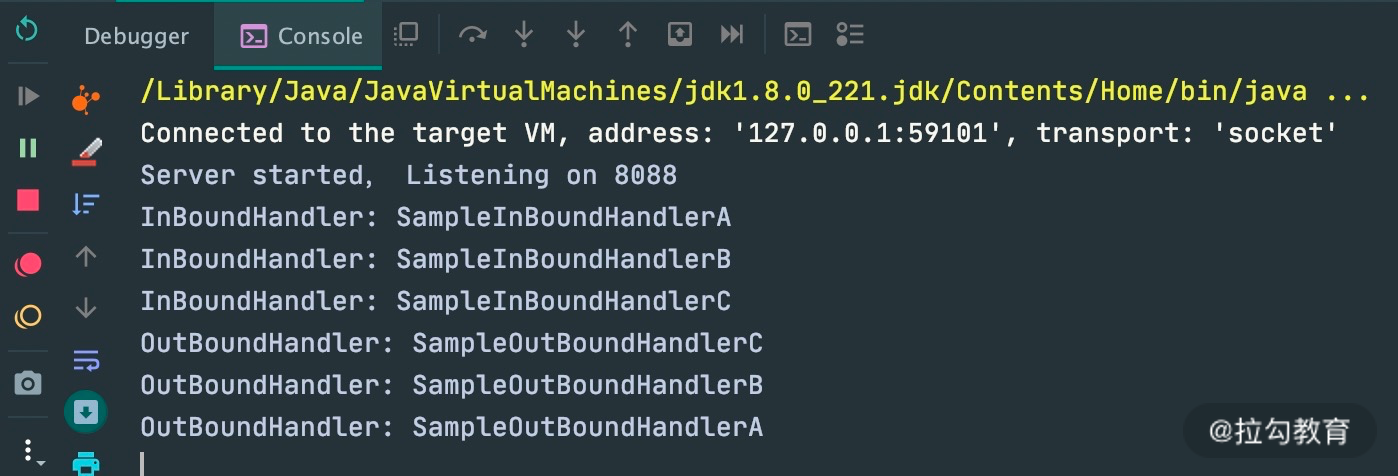 Debugger Console
/Library/Java/JavaVirtualMachines/jdk1.8.0_221.jdk/Contents/Home/bin/java ...
Connected to the target VM, address: '127.0.0.1:59101', transport: 'socket'
Server started,  Listening on 8088
InBoundHandler: SampleInBoundHandlerA
InBoundHandler: SampleInBoundHandlerB
InBoundHandler: SampleInBoundHandlerC
OutBoundHandler: SampleOutBoundHandlerC
OutBoundHandler: SampleOutBoundHandlerB
OutBoundHandler: SampleOutBoundHandlerA
@拉勾教育